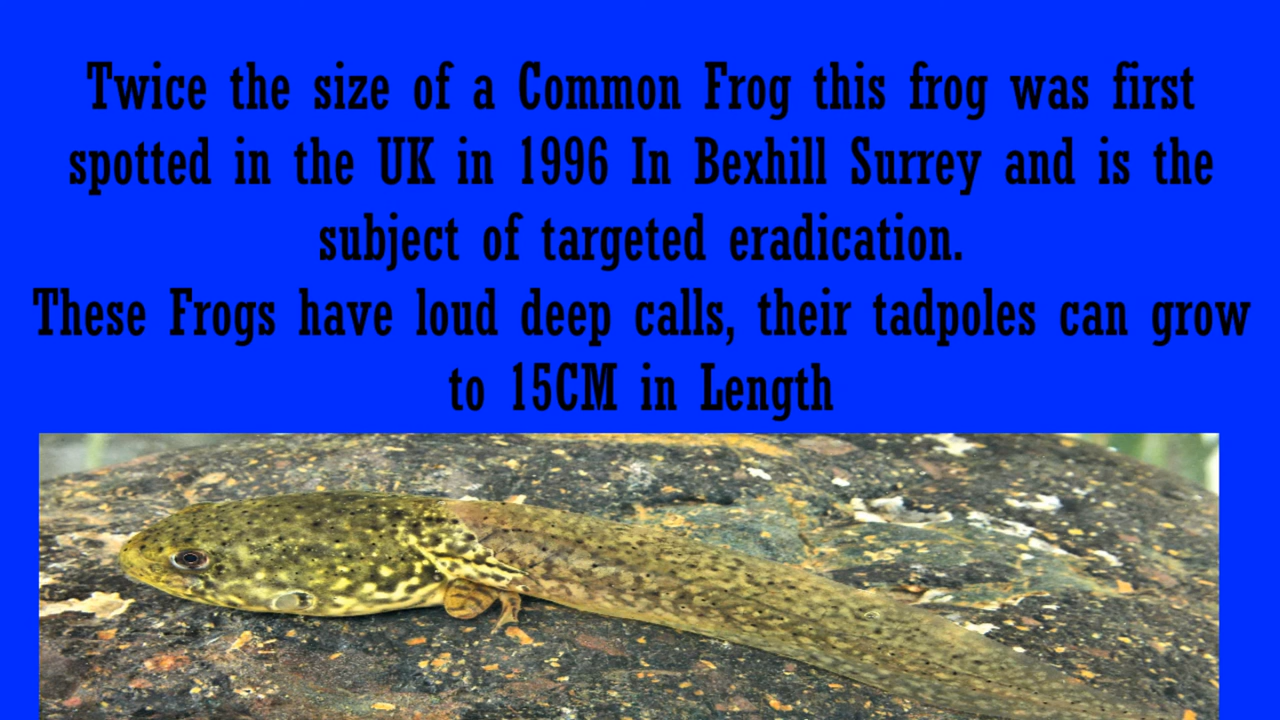 Twice the size of a Common Frog this frog was first
spotted in the UK in 1996 In Bexhill Surrey and is the
subject of targeted eradication.
These Frogs have loud deep calls, their tadpoles can grow
to 15CM in Length